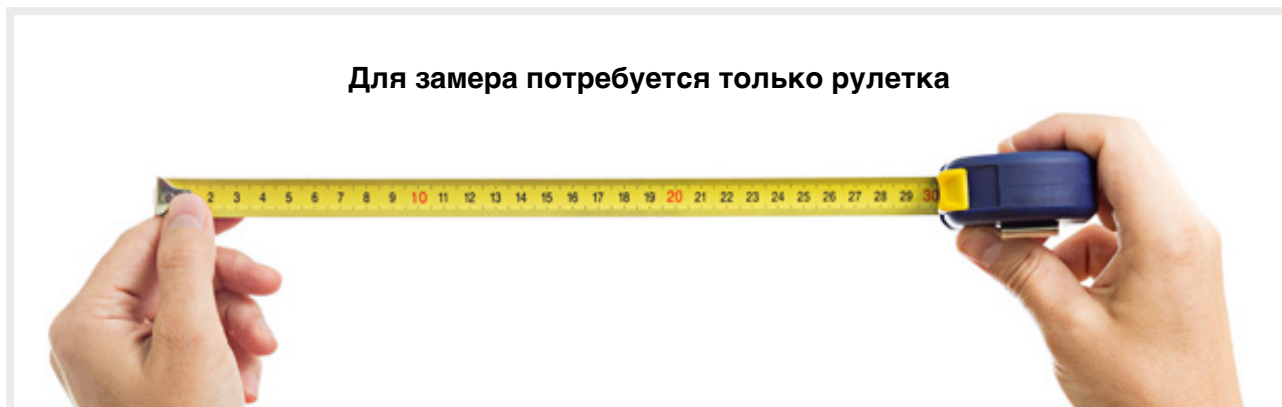 Для замера потребуется только рулетка
2 3 4 5 6 7 8 9 10 11 12 13 14 15 16 17 18 19 20 21 22 23 24 25 26 27 28 29 30